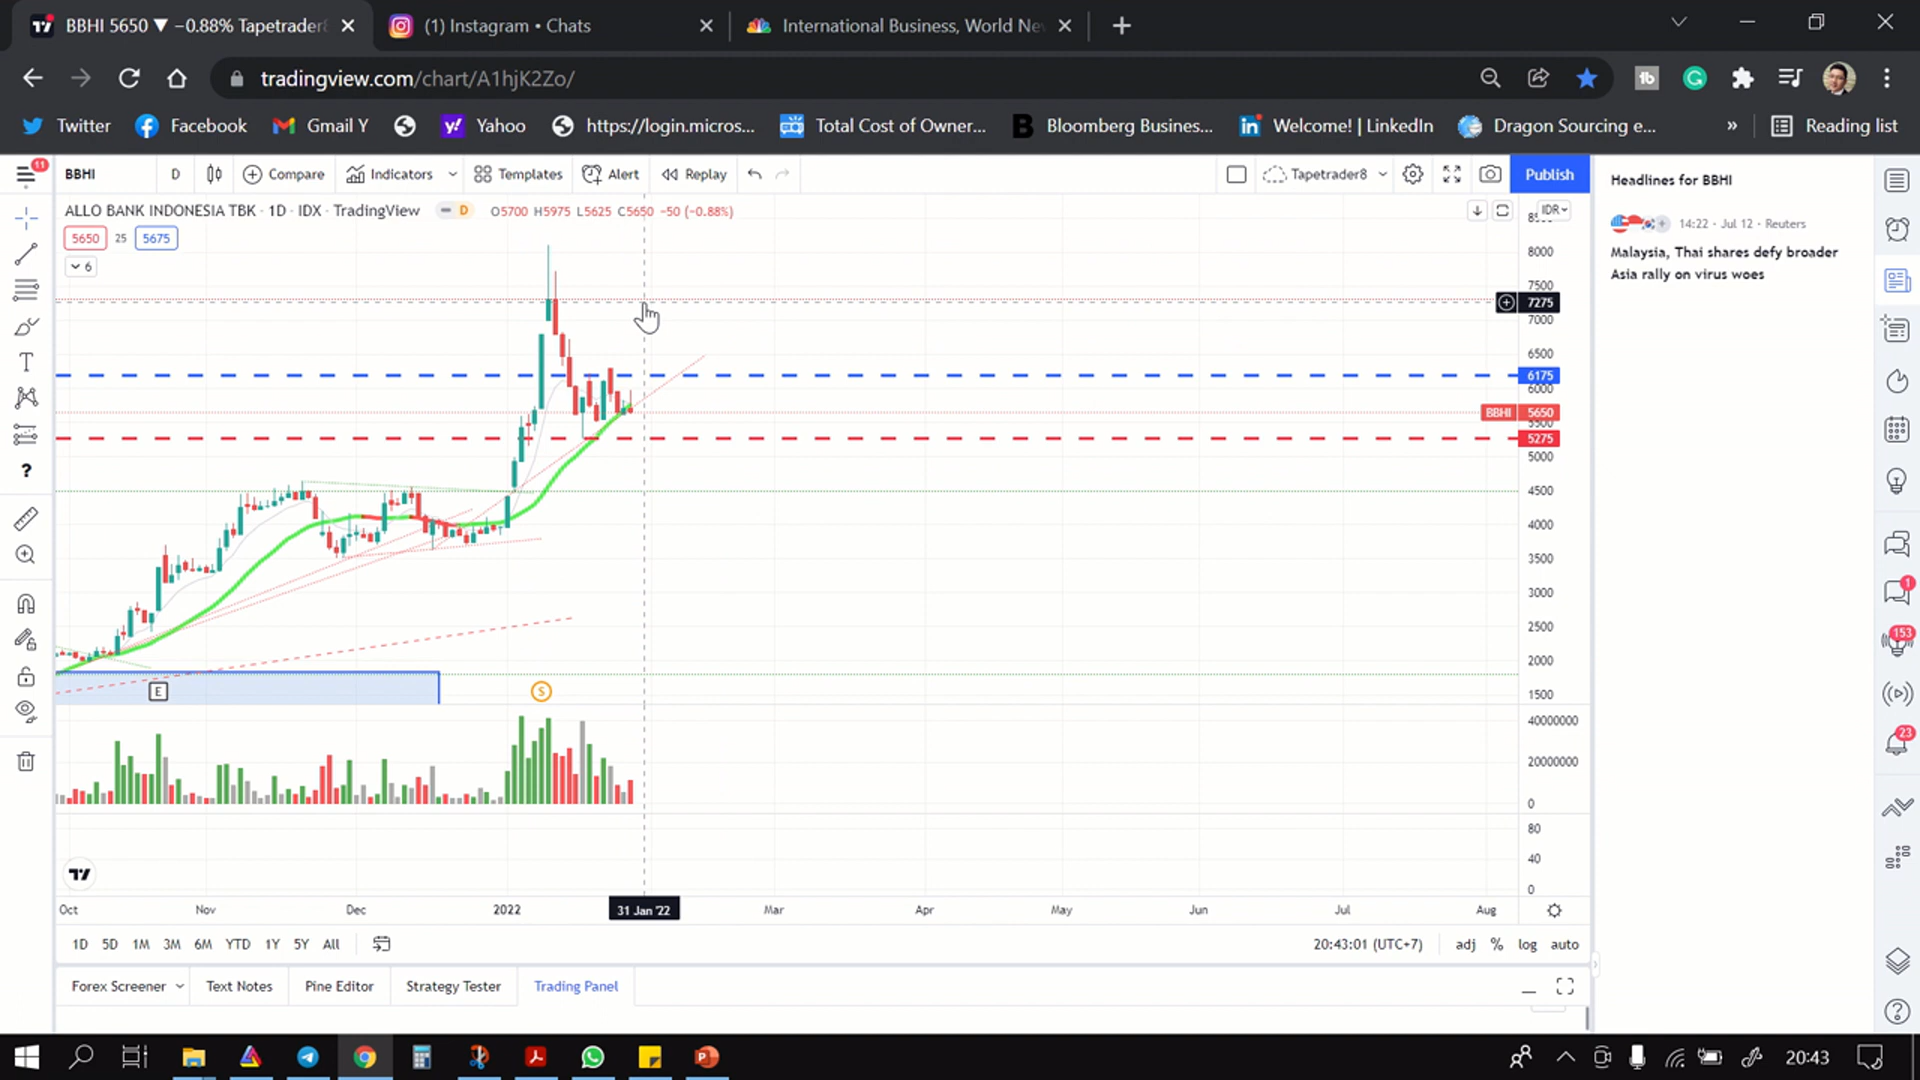 BBHI 5650 ▼ −0.88% Tapetrader8
(1) Instagram • Chats
International Business, World Ne
tradingview.com/chart/A1hjK2Zo/
Twitter
Facebook
Gmail Y
Yahoo
https://login.micros...
Total Cost of Owner...
Bloomberg Busines...
Welcome! | LinkedIn
Dragon Sourcing e...
»
Reading list
11
BBHI
D
Compare
Indicators
Templates
Alert
Replay
Tapetrader8
Publish
ALLO BANK INDONESIA TBK · 1D · IDX · TradingView
D
O5700 H5975 L5625 C5650 −50 (−0.88%)
IDR
5650
25
5675
6
8000
7500
7275
7000
6500
6175
6000
BBHI
5650
5500
5275
5000
4500
4000
3500
3000
2500
2000
1500
E
S
40000000
20000000
0
80
40
0
Oct
Nov
Dec
2022
31 Jan '22
Mar
Apr
May
Jun
Jul
Aug
1D
5D
1M
3M
6M
YTD
1Y
5Y
All
20:43:01 (UTC+7)
adj
%
log
auto
Forex Screener
Text Notes
Pine Editor
Strategy Tester
Trading Panel
Headlines for BBHI
14:22 · Jul 12 · Reuters
Malaysia, Thai shares defy broader
Asia rally on virus woes
1
153
23
20:43